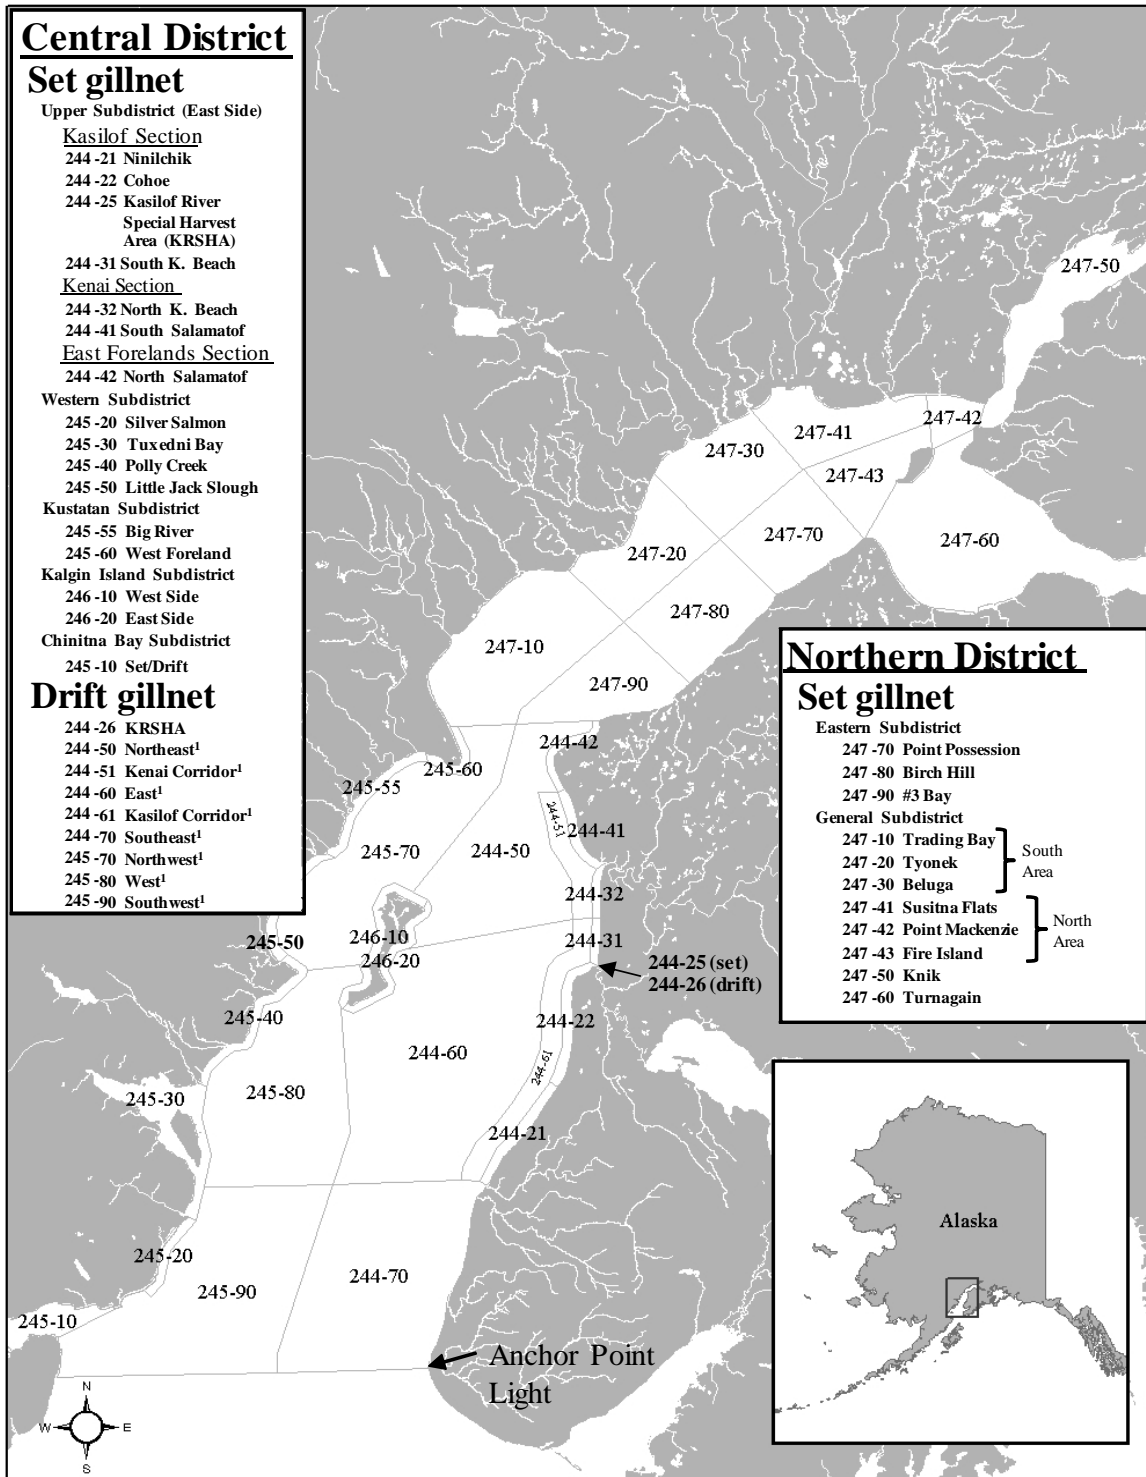 Central District
Set gillnet
Upper Subdistrict (East Side)
Kasilof Section
244-21 Ninilchik
244-22 Cohoe
244-25 Kasilof River
Special Harvest
Area (KRSHA)
244-31 South K. Beach
Kenai Section
244-32 North K. Beach
244-41 South Salamatof
East Forelands Section
244-42 North Salamatof
Western Subdistrict
245-20 Silver Salmon
245-30 Tuxedni Bay
245-40 Polly Creek
245-50 Little Jack Slough
Kustatan Subdistrict
245-55 Big River
245-60 West Foreland
Kalgin Island Subdistrict
246-10 West Side
246-20 East Side
Chinitna Bay Subdistrict
245-10 Set/Drift
Drift gillnet
244-26 KRSHA
244-50 Northeast¹
244-51 Kenai Corridor¹
244-60 East¹
244-61 Kasilof Corridor¹
244-70 Southeast¹
245-70 Northwest¹
245-80 West¹
245-90 Southwest¹
247-50
247-42
247-41
247-30
247-43
247-70
247-60
247-20
247-80
247-10
247-90
244-42
245-60
245-55
244-51
244-41
245-70
244-50
244-32
246-10
245-50
244-31
246-20
244-25 (set)
244-26 (drift)
245-40
244-22
244-60
244-61
245-80
245-30
244-21
245-20
244-70
245-90
245-10
Anchor Point
Light
N
W
E
S
Northern District
Set gillnet
Eastern Subdistrict
247-70 Point Possession
247-80 Birch Hill
247-90 #3 Bay
General Subdistrict
247-10 Trading Bay
247-20 Tyonek
247-30 Beluga
South
Area
247-41 Susitna Flats
247-42 Point Mackenzie
247-43 Fire Island
North
Area
247-50 Knik
247-60 Turnagain
Alaska